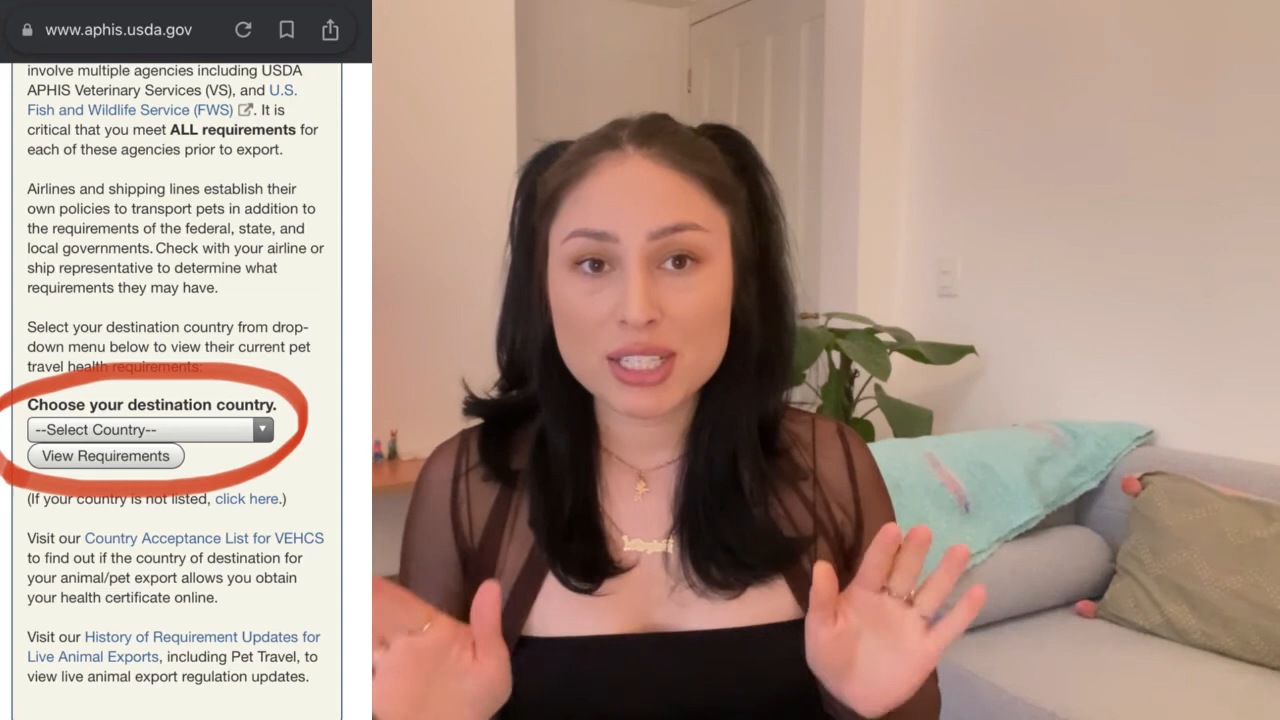 www.aphis.usda.gov
involve multiple agencies including USDA
APHIS Veterinary Services (VS), and U.S.
Fish and Wildlife Service (FWS). It is
critical that you meet ALL requirements for
each of these agencies prior to export.
Airlines and shipping lines establish their
own policies to transport pets in addition to
the requirements of the federal, state, and
local governments. Check with your airline or
ship representative to determine what
requirements they may have.
Select your destination country from drop-
down menu below to view their current pet
travel health requirements:
Choose your destination country.
--Select Country--
View Requirements
(If your country is not listed, click here.)
Visit our Country Acceptance List for VEHCS
to find out if the country of destination for
your animal/pet export allows you obtain
your health certificate online.
Visit our History of Requirement Updates for
Live Animal Exports, including Pet Travel, to
view live animal export regulation updates.